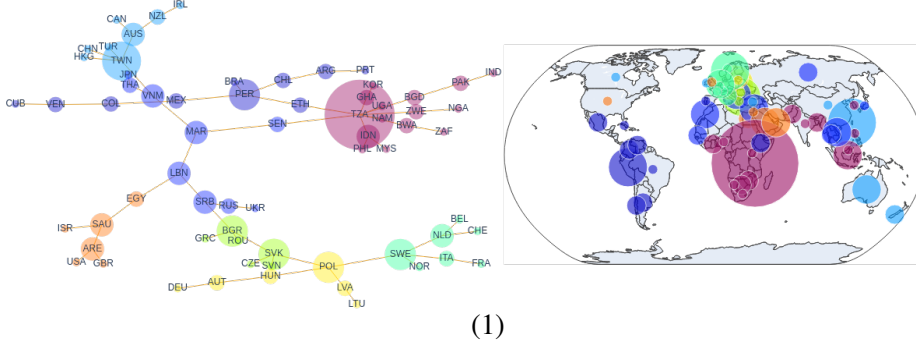 IRL
CAN NZL
AUS
CHN TUR
HKG TWN
JPN
THA
VNM
CUB VEN COL MEX
BRA CHL ARG PRT
PER
ETH
SEN
MAR
KOR
GHA
UGA
TZA NAM
IDN
PHL MYS
BGD PAK IND
ZWE NGA
BWA ZAF
LBN
EGY
ISR SAU
ARE
USA GBR
SRB RUS UKR
BGR
GRC ROU
SVK
CZE SVN
HUN
DEU AUT
POL
LVA
LTU
SWE
NOR
NLD BEL
CHE
ITA FRA
(1)